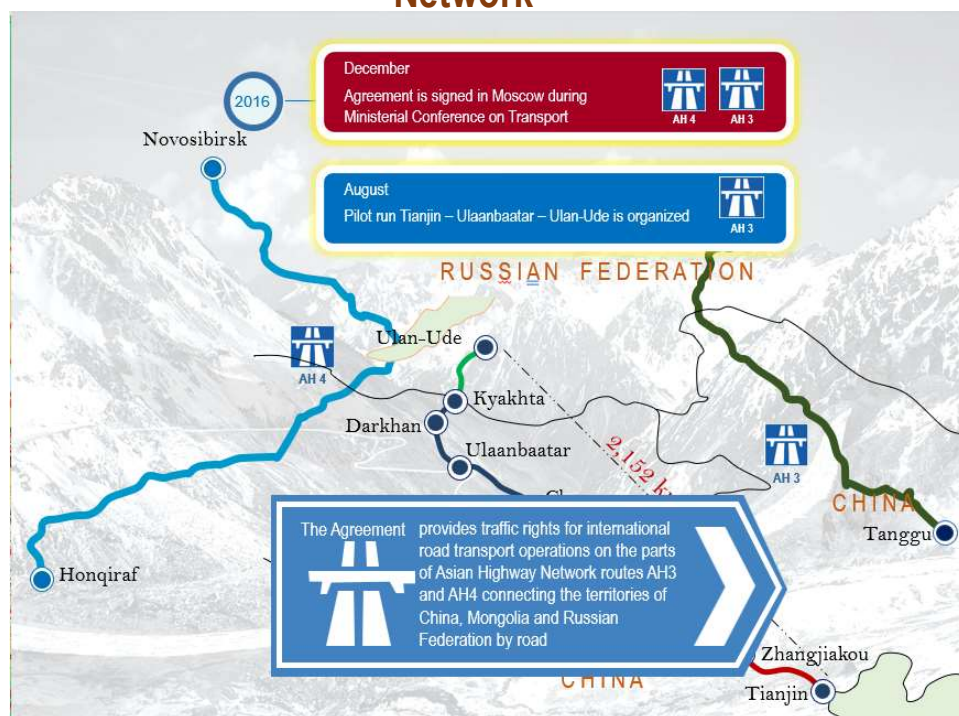 Network
2016
December
Agreement is signed in Moscow during
Ministerial Conference on Transport
AH 4
AH 3
Novosibirsk
August
Pilot run Tianjin – Ulaanbaatar – Ulan-Ude is organized
AH 3
RUSSIAN FEDERATION
Ulan-Ude
AH 4
Kyakhta
Darkhan
Ulaanbaatar
2,152
AH 3
CHINA
Tanggu
Honqiraf
The Agreement
provides traffic rights for international
road transport operations on the parts
of Asian Highway Network routes AH3
and AH4 connecting the territories of
China, Mongolia and Russian
Federation by road
Zhangjiakou
CHINA
Tianjin